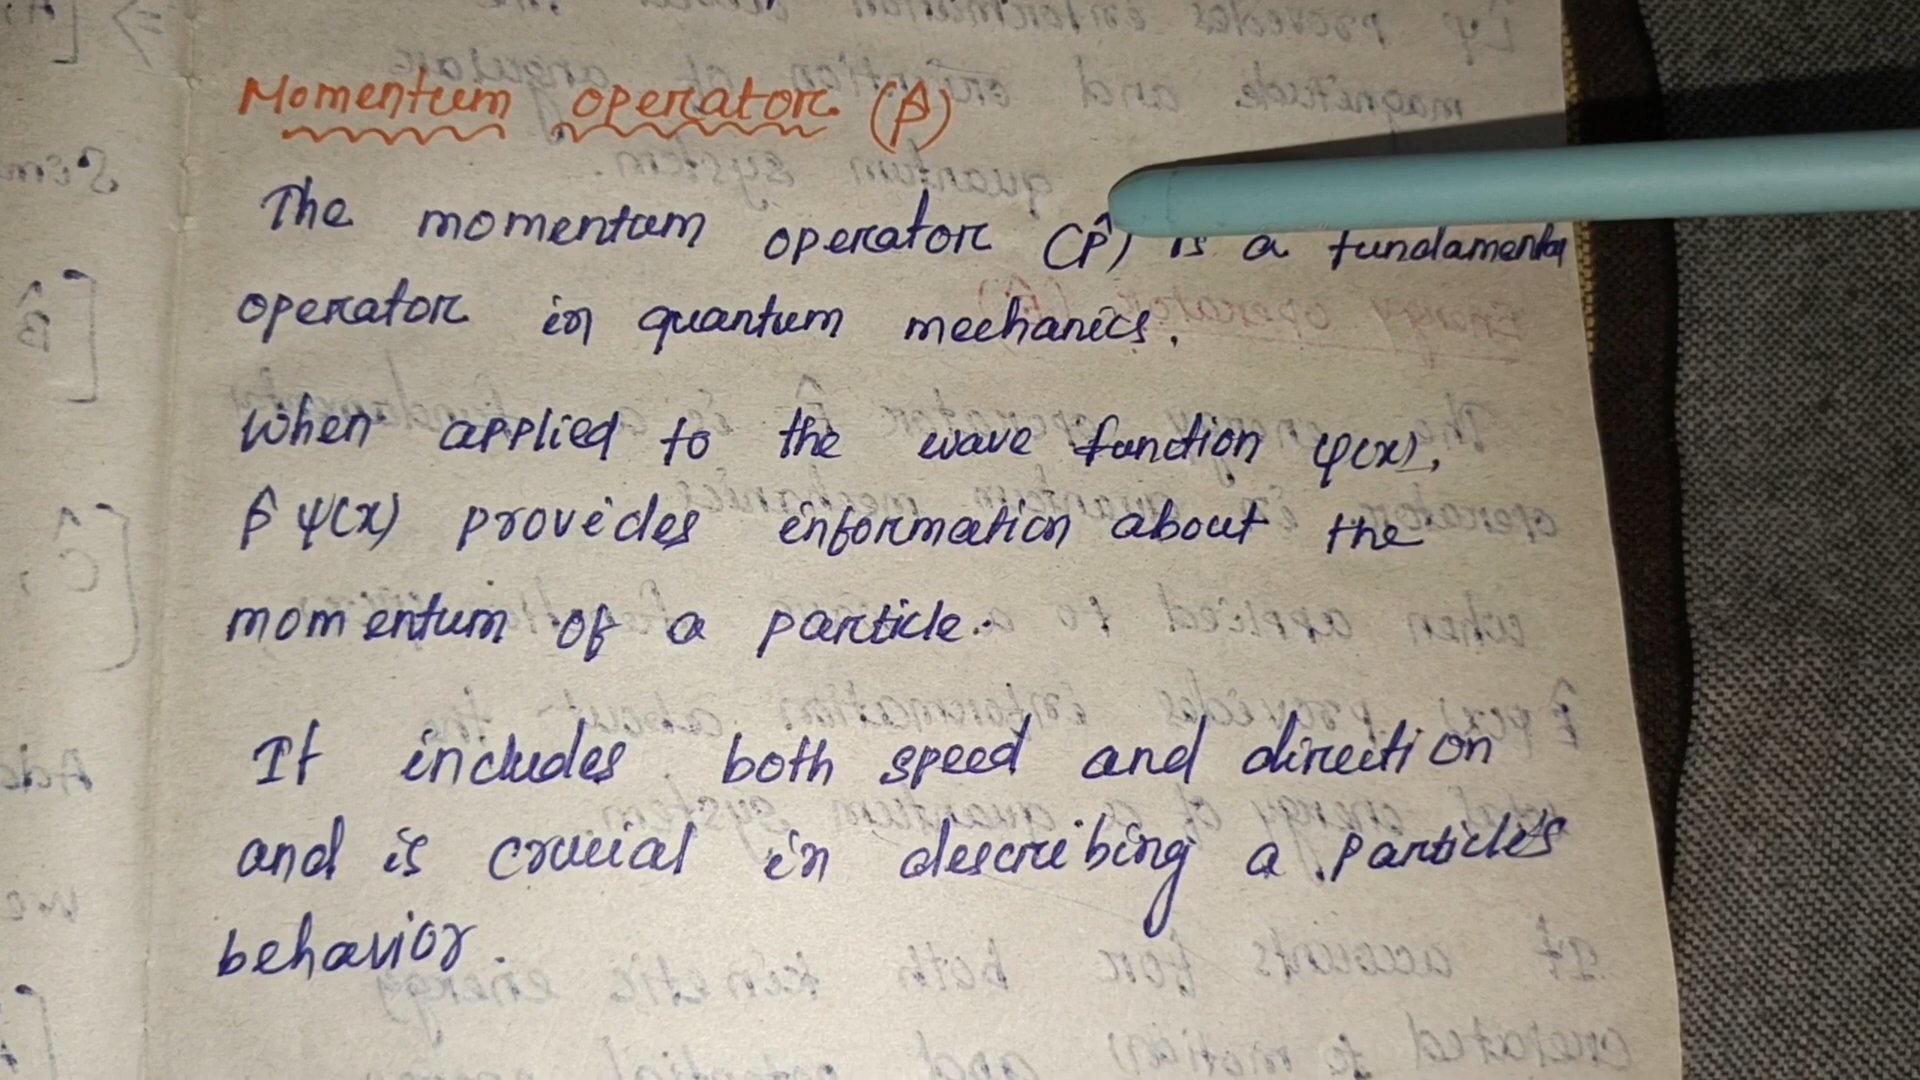 Momentum operator (p̂)
The momentum operator (p̂) is a fundamental
operator in quantum mechanics.
When applied to the wave function ψ(x),
p̂ ψ(x) provides information about the
momentum of a particle.
It includes both speed and direction
and is crucial in describing a particle's
behavior.